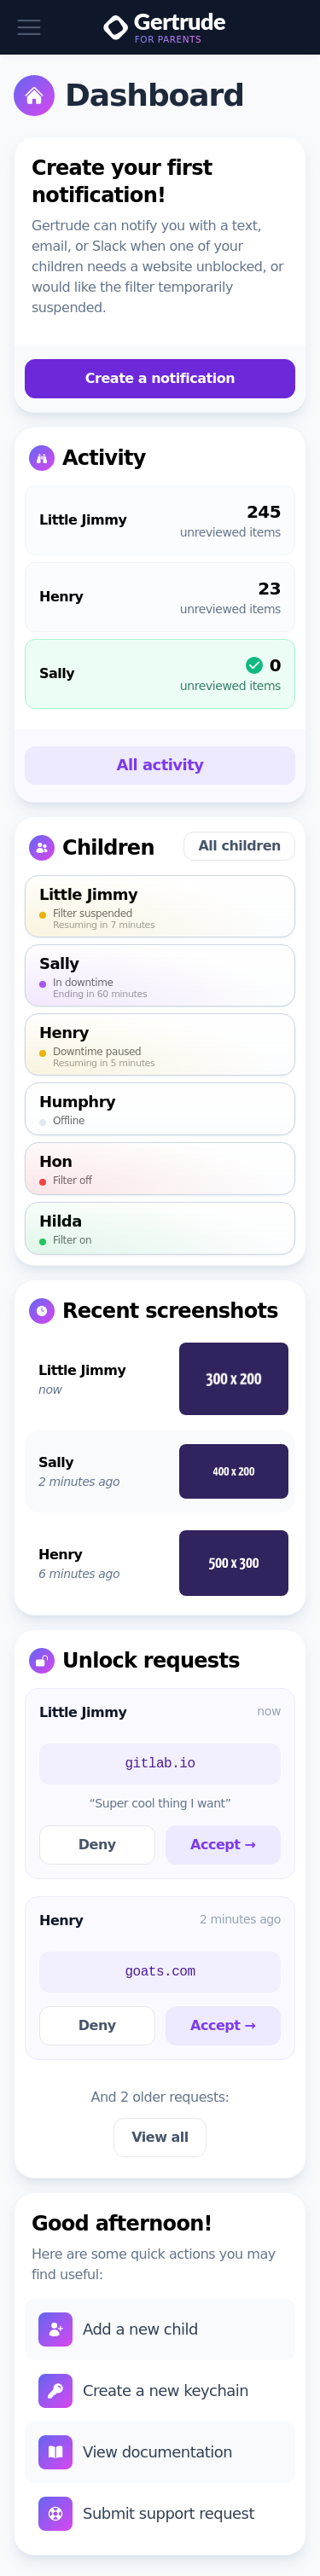 Gertrude
FOR PARENTS
Dashboard
Create your first
notification!
Gertrude can notify you with a text,
email, or Slack when one of your
children needs a website unblocked, or
would like the filter temporarily
suspended.
Create a notification
Activity
Little Jimmy
245
unreviewed items
Henry
23
unreviewed items
Sally
0
unreviewed items
All activity
Children
All children
Little Jimmy
Filter suspended
Resuming in 7 minutes
Sally
In downtime
Ending in 60 minutes
Henry
Downtime paused
Resuming in 5 minutes
Humphry
Offline
Hon
Filter off
Hilda
Filter on
Recent screenshots
Little Jimmy
now
300 x 200
Sally
2 minutes ago
400 x 200
Henry
6 minutes ago
500 x 300
Unlock requests
Little Jimmy
now
gitlab.io
“Super cool thing I want”
Deny
Accept →
Henry
2 minutes ago
goats.com
Deny
Accept →
And 2 older requests:
View all
Good afternoon!
Here are some quick actions you may
find useful:
Add a new child
Create a new keychain
View documentation
Submit support request